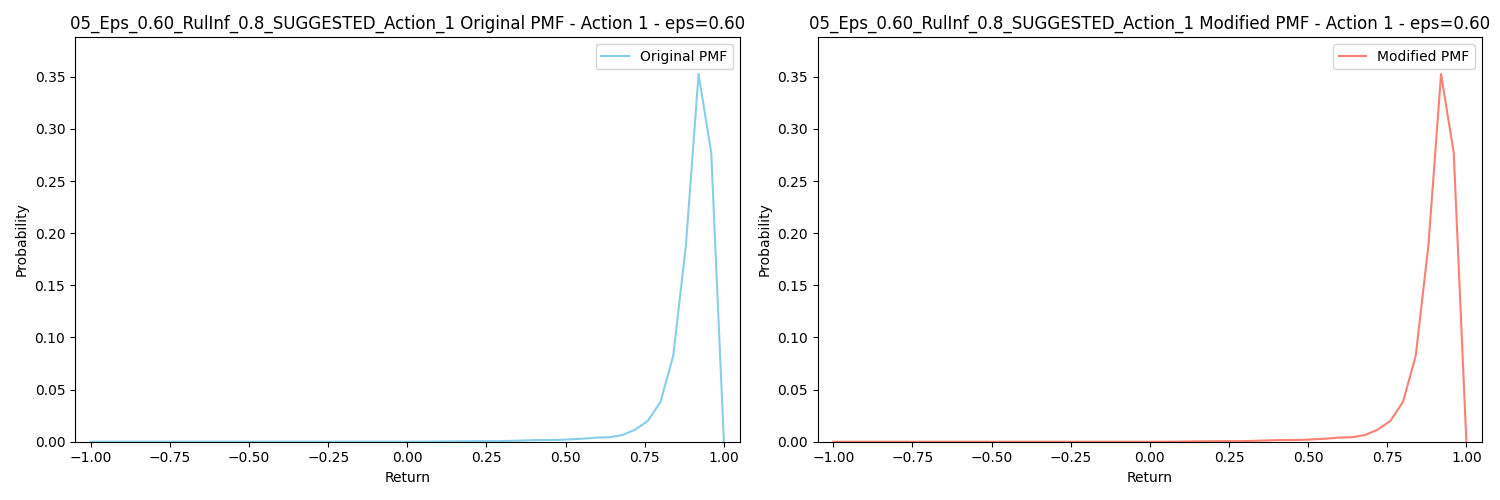 05_Eps_0.60_RulInf_0.8_SUGGESTED_Action_1 Original PMF - Action 1 - eps=0.60
Original PMF
0.35
0.30
0.25
0.20
0.15
0.10
0.05
0.00
Probability
−1.00 −0.75 −0.50 −0.25 0.00 0.25 0.50 0.75 1.00
Return
05_Eps_0.60_RulInf_0.8_SUGGESTED_Action_1 Modified PMF - Action 1 - eps=0.60
Modified PMF
0.35
0.30
0.25
0.20
0.15
0.10
0.05
0.00
Probability
−1.00 −0.75 −0.50 −0.25 0.00 0.25 0.50 0.75 1.00
Return